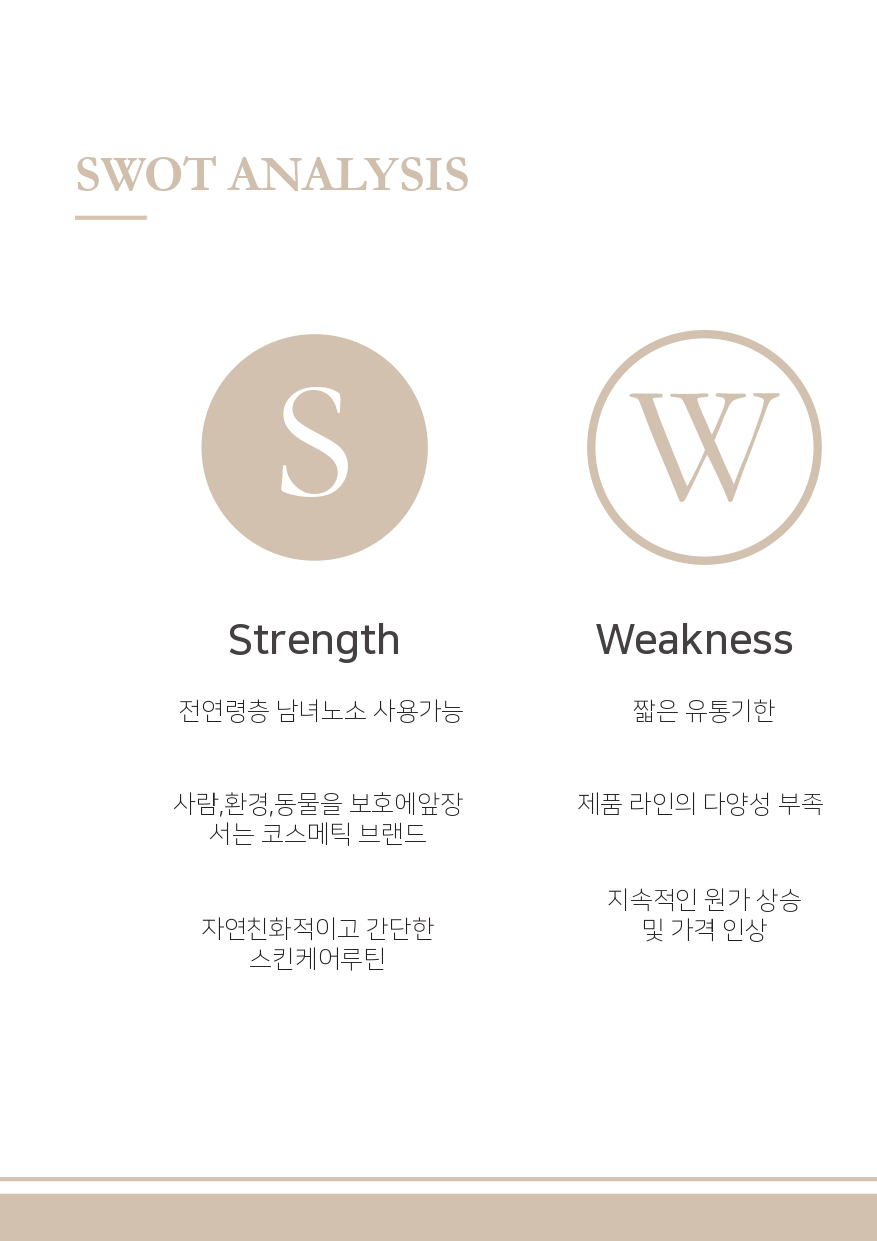 SWOT ANALYSIS
S
W
Strength
Weakness
전연령층 남녀노소 사용가능
사람,환경,동물을 보호에앞장
서는 코스메틱 브랜드
자연친화적이고 간단한
스킨케어루틴
짧은 유통기한
제품 라인의 다양성 부족
지속적인 원가 상승
및 가격 인상